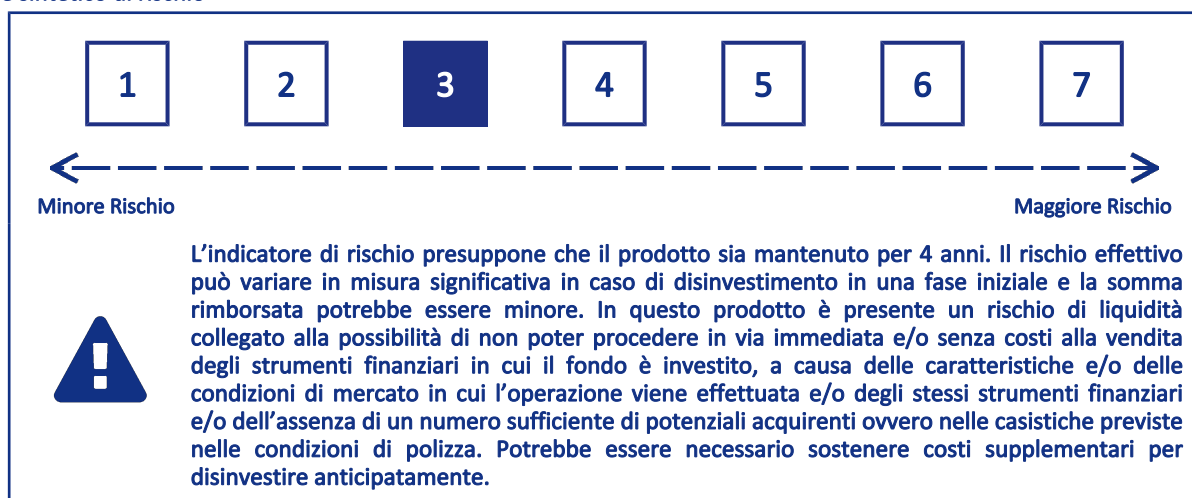 1 2 3 4 5 6 7
Minore Rischio Maggiore Rischio
L'indicatore di rischio presuppone che il prodotto sia mantenuto per 4 anni. Il rischio effettivo
può variare in misura significativa in caso di disinvestimento in una fase iniziale e la somma
rimborsata potrebbe essere minore. In questo prodotto è presente un rischio di liquidità
collegato alla possibilità di non poter procedere in via immediata e/o senza costi alla vendita
degli strumenti finanziari in cui il fondo è investito, a causa delle caratteristiche e/o delle
condizioni di mercato in cui l'operazione viene effettuata e/o degli stessi strumenti finanziari
e/o dell'assenza di un numero sufficiente di potenziali acquirenti ovvero nelle casistiche previste
nelle condizioni di polizza. Potrebbe essere necessario sostenere costi supplementari per
disinvestire anticipatamente.